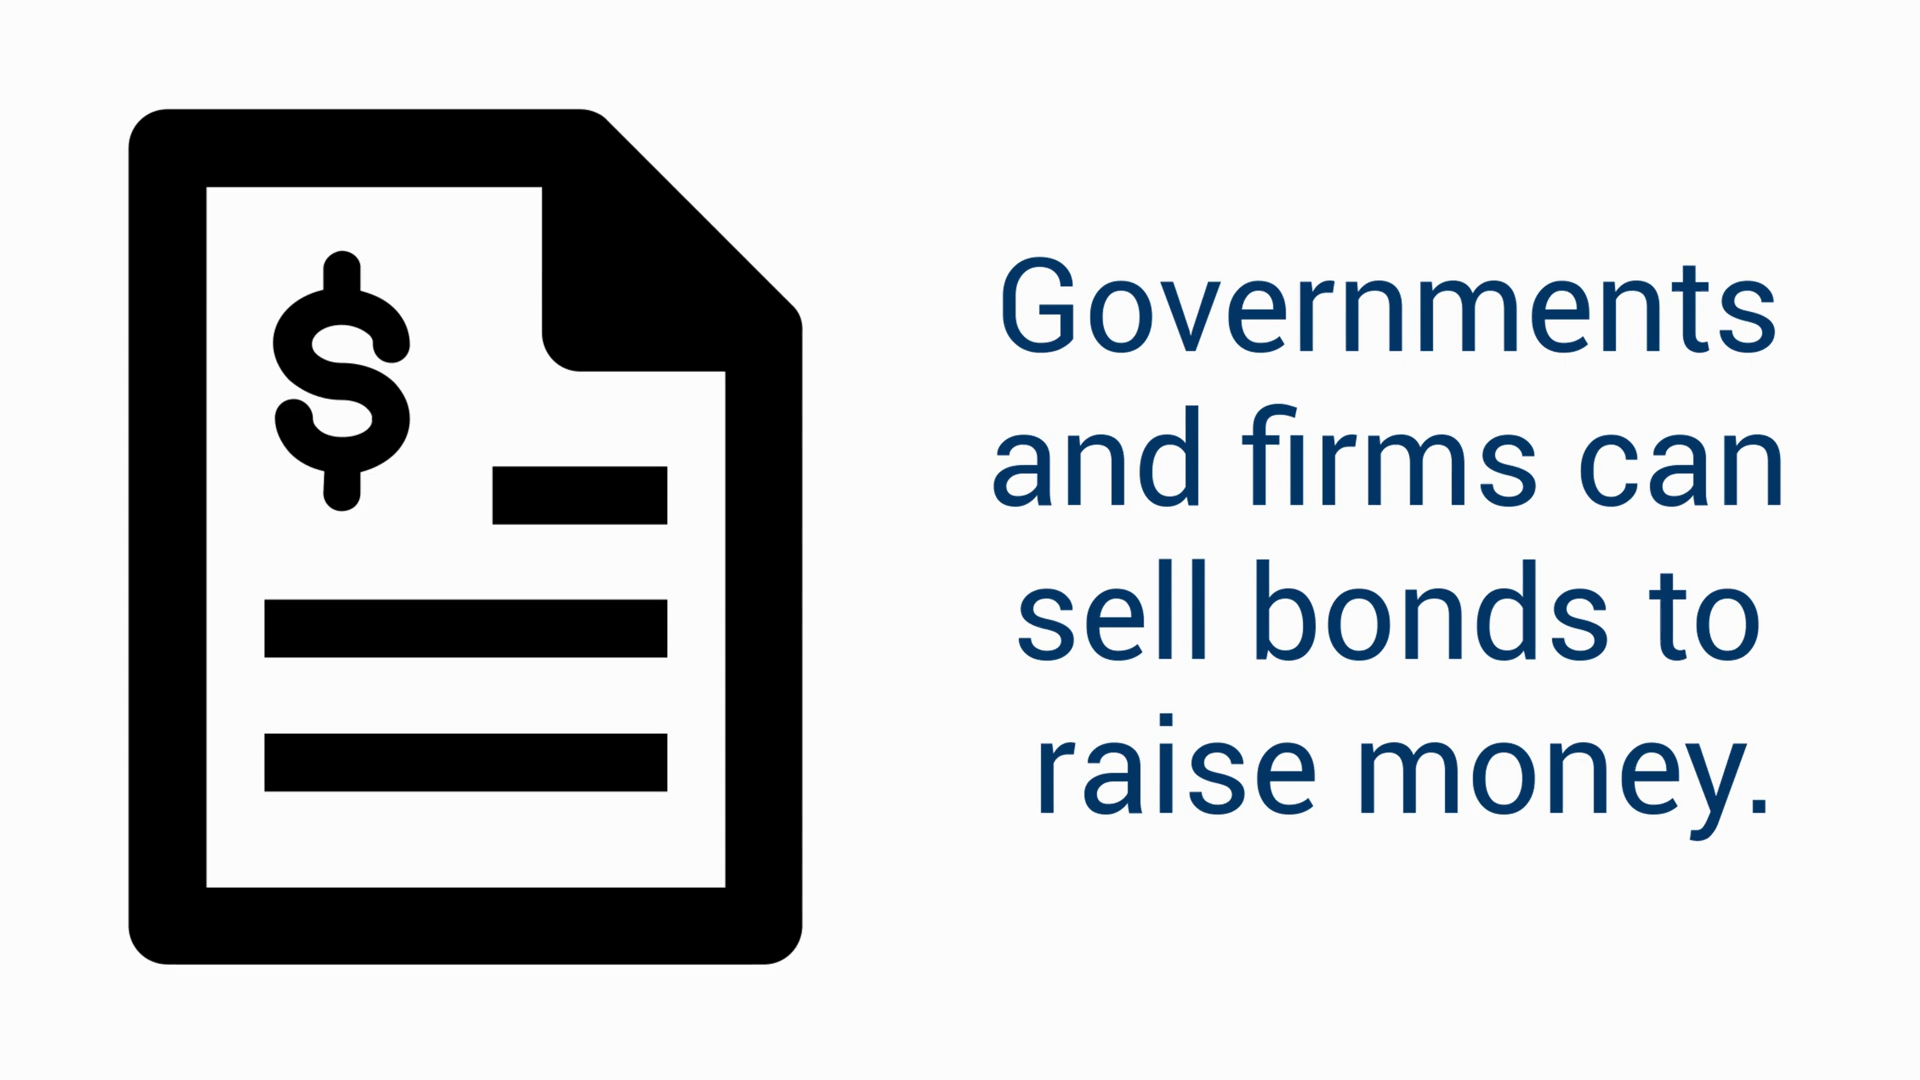 $
Governments
and firms can
sell bonds to
raise money.